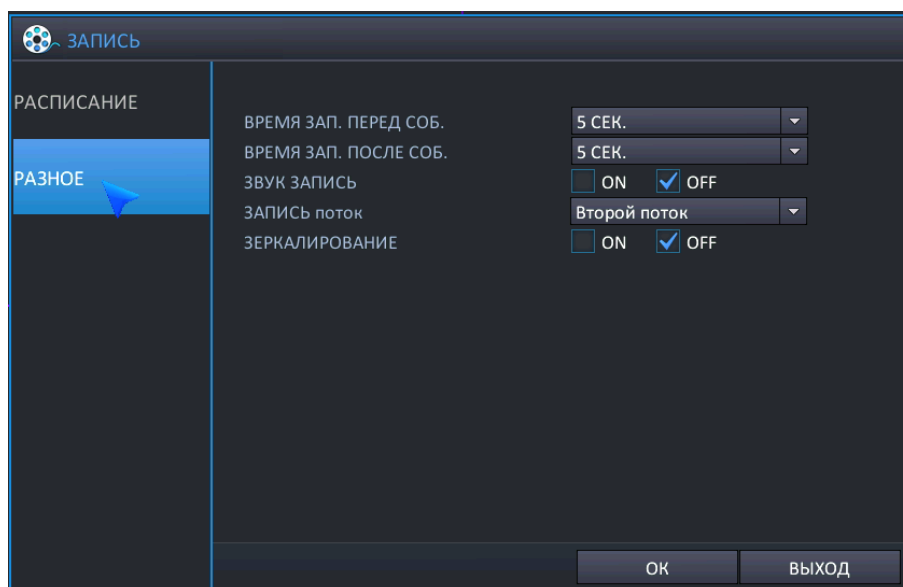 ЗАПИСЬ
РАСПИСАНИЕ
РАЗНОЕ
ВРЕМЯ ЗАП. ПЕРЕД СОБ. 5 СЕК.
ВРЕМЯ ЗАП. ПОСЛЕ СОБ. 5 СЕК.
ЗВУК ЗАПИСЬ ON OFF
ЗАПИСЬ поток Второй поток
ЗЕРКАЛИРОВАНИЕ ON OFF
ОК ВЫХОД